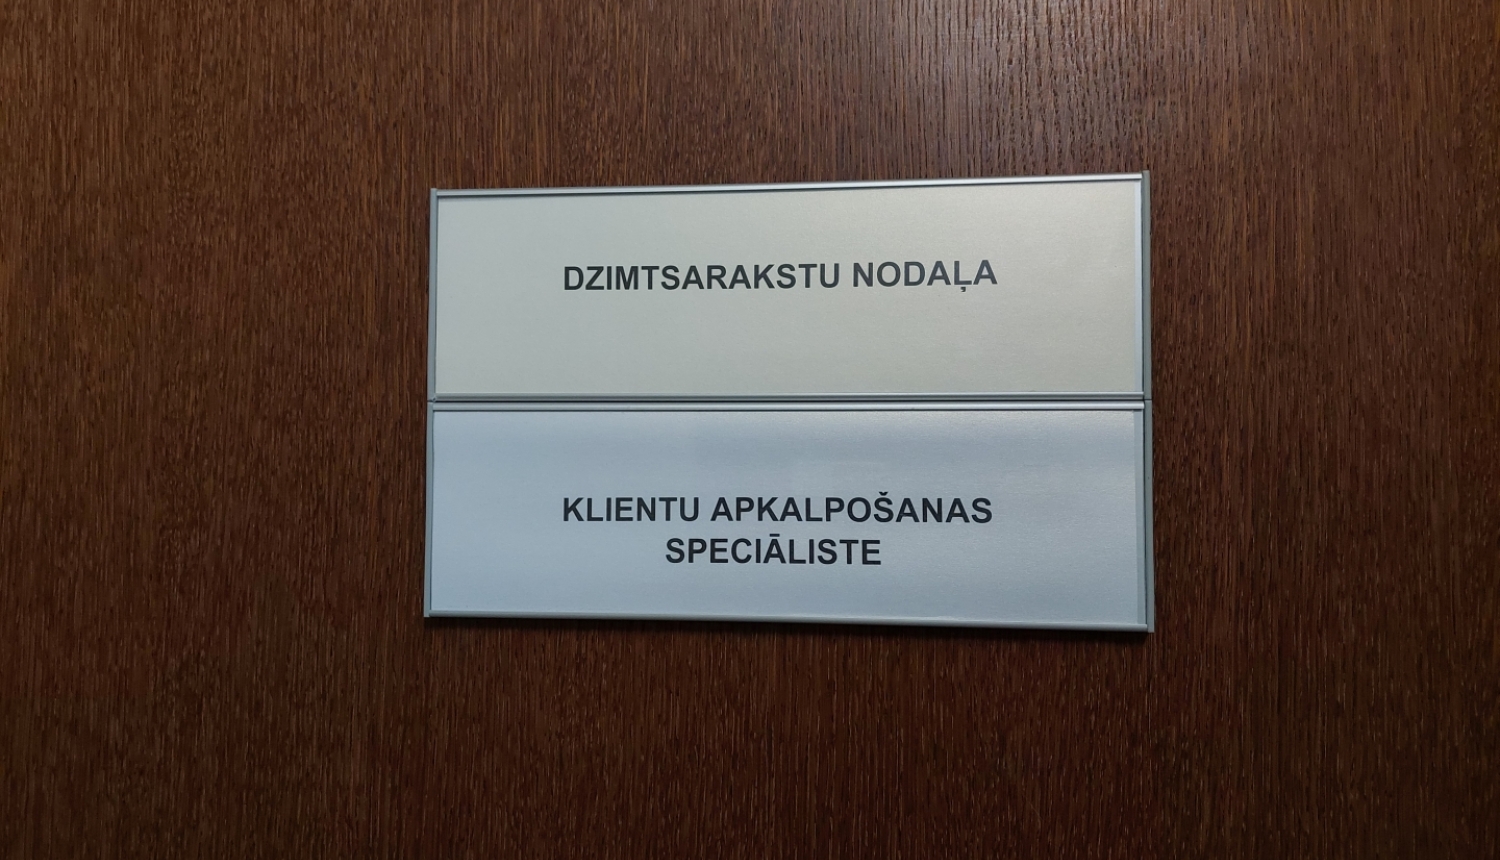 DZIMTSARAKSTU NODAĻA
KLIENTU APKALPOŠANAS
SPECIĀLISTE